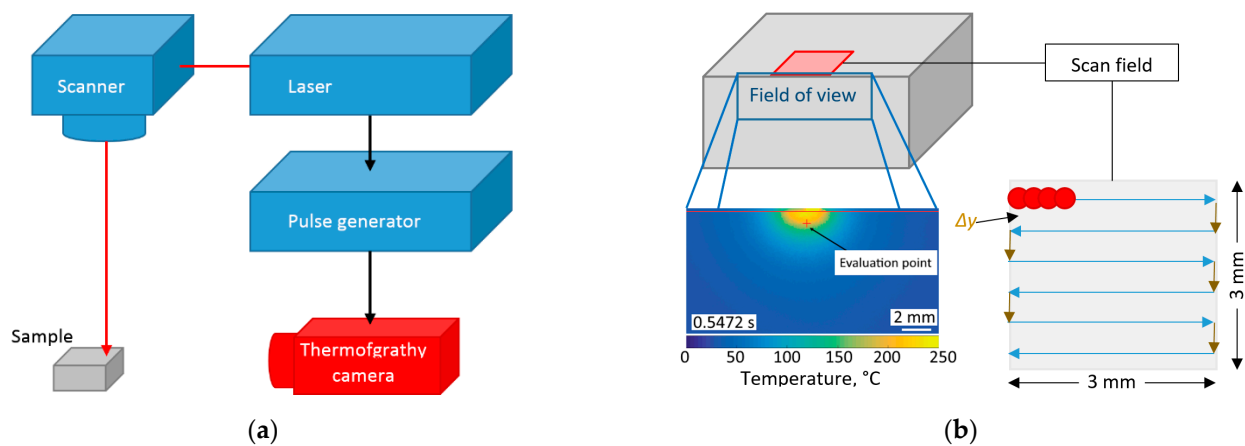 Scanner
Laser
Pulse generator
Thermofgrathy
camera
Sample
(a)
Field of view
Scan field
Δy
Evaluation point
0.5472 s
2 mm
0 50 100 150 200 250
Temperature, °C
3 mm
3 mm
(b)